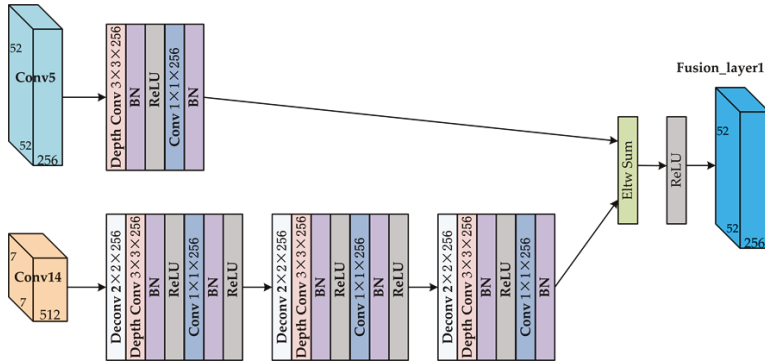 52
Conv5
52
256
Depth Conv 3×3×256
BN
ReLU
Conv 1×1×256
BN
Fusion_layer1
52
52
256
Eltw Sum
ReLU
7
Conv14
7
512
Deconv 2×2×256
Depth Conv 3×3×256
BN
ReLU
Conv 1×1×256
BN
ReLU
Deconv 2×2×256
Depth Conv 3×3×256
BN
ReLU
Conv 1×1×256
BN
ReLU
Deconv 2×2×256
Depth Conv 3×3×256
BN
ReLU
Conv 1×1×256
BN